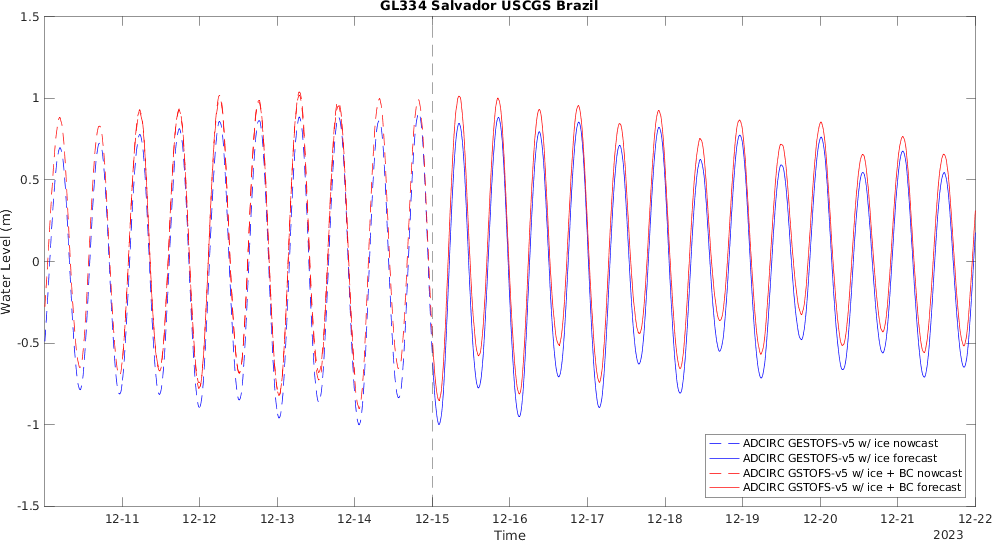 GL334 Salvador USCGS Brazil
1.5
1
0.5
0
-0.5
-1
-1.5
Water Level (m)
12-11
12-12
12-13
12-14
12-15
12-16
12-17
12-18
12-19
12-20
12-21
12-22
2023
Time
ADCIRC GESTOFS-v5 w/ ice nowcast
ADCIRC GESTOFS-v5 w/ ice forecast
ADCIRC GSTOFS-v5 w/ ice + BC nowcast
ADCIRC GSTOFS-v5 w/ ice + BC forecast